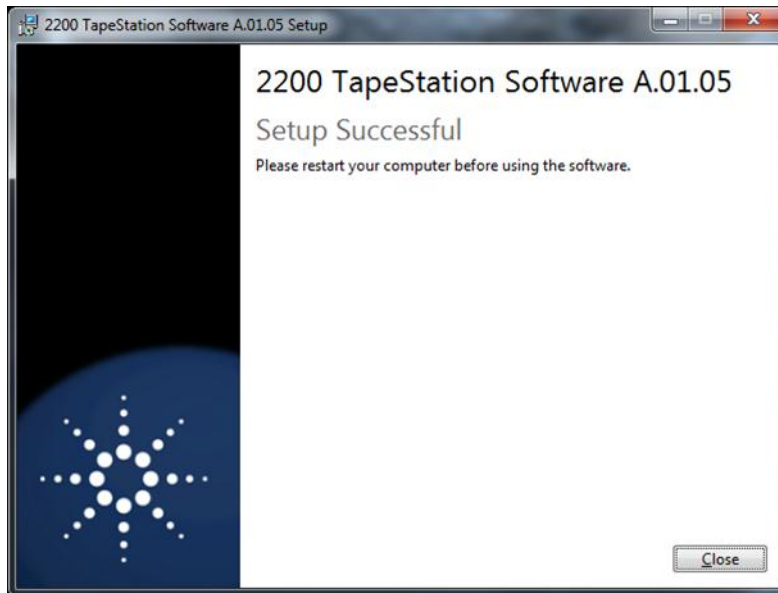 2200 TapeStation Software A.01.05 Setup
2200 TapeStation Software A.01.05
Setup Successful
Please restart your computer before using the software.
Close